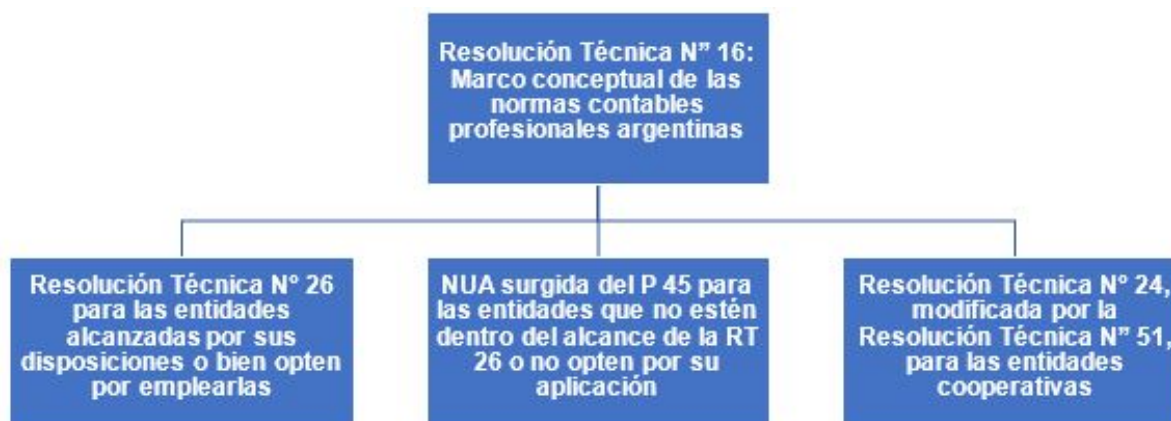 Resolución Técnica N” 16:
Marco conceptual de las
normas contables
profesionales argentinas
Resolución Técnica N° 26
para las entidades
alcanzadas por sus
disposiciones o bien opten
por emplearlas
NUA surgida del P 45 para
las entidades que no estén
dentro del alcance de la RT
26 o no opten por su
aplicación
Resolución Técnica N° 24,
modificada por la
Resolución Técnica N” 51,
para las entidades
cooperativas